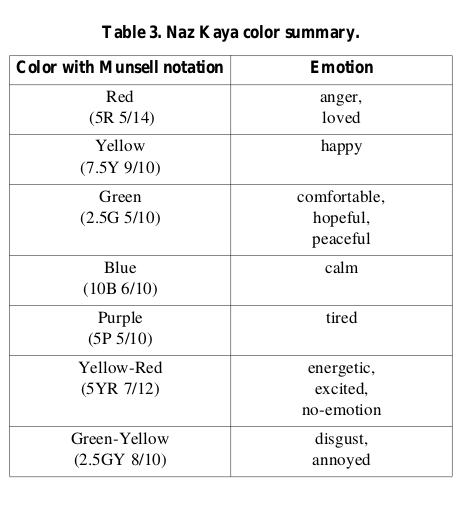 Table 3. Naz Kaya color summary.
Color with Munsell notation Emotion
Red anger,
(5R 5/14) loved
Yellow happy
(7.5Y 9/10)
Green comfortable,
(2.5G 5/10) hopeful,
peaceful
Blue calm
(10B 6/10)
Purple tired
(5P 5/10)
Yellow-Red energetic,
(5YR 7/12) excited,
no-emotion
Green-Yellow disgust,
(2.5GY 8/10) annoyed